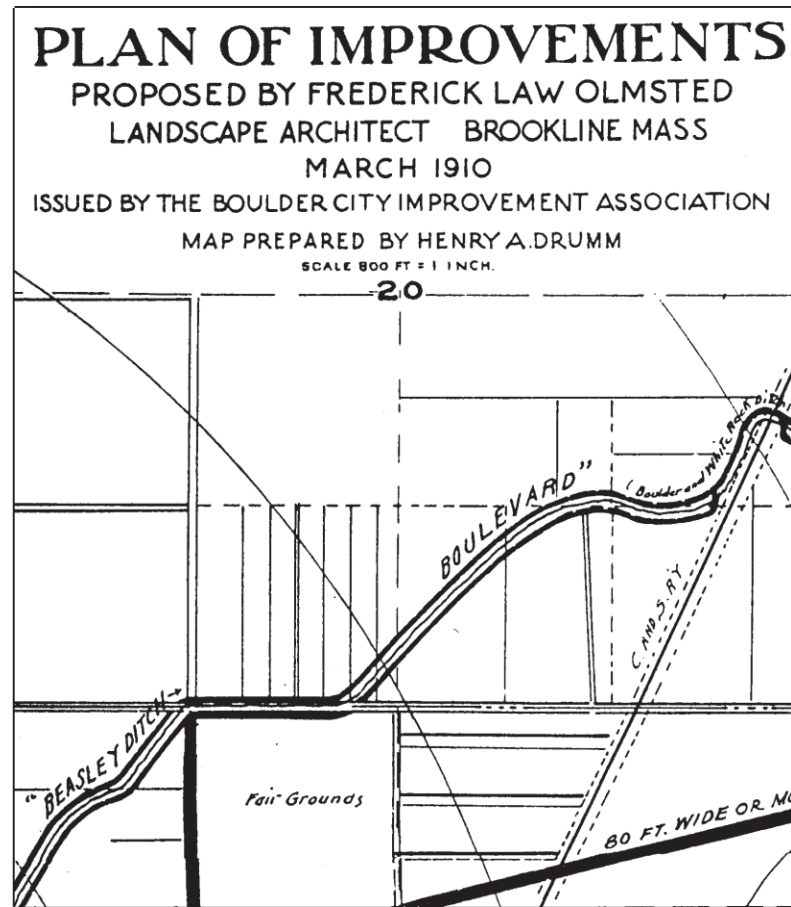 PLAN OF IMPROVEMENTS
PROPOSED BY FREDERICK LAW OLMSTED
LANDSCAPE ARCHITECT BROOKLINE MASS
MARCH 1910
ISSUED BY THE BOULDER CITY IMPROVEMENT ASSOCIATION
MAP PREPARED BY HENRY A. DRUMM
SCALE 800 FT = 1 INCH.
20
(Boulder and White Rock
BOULEVARD"
C. AND S. R'Y
"BEASLEY DITCH →
Fair Grounds
80 FT. WIDE OR